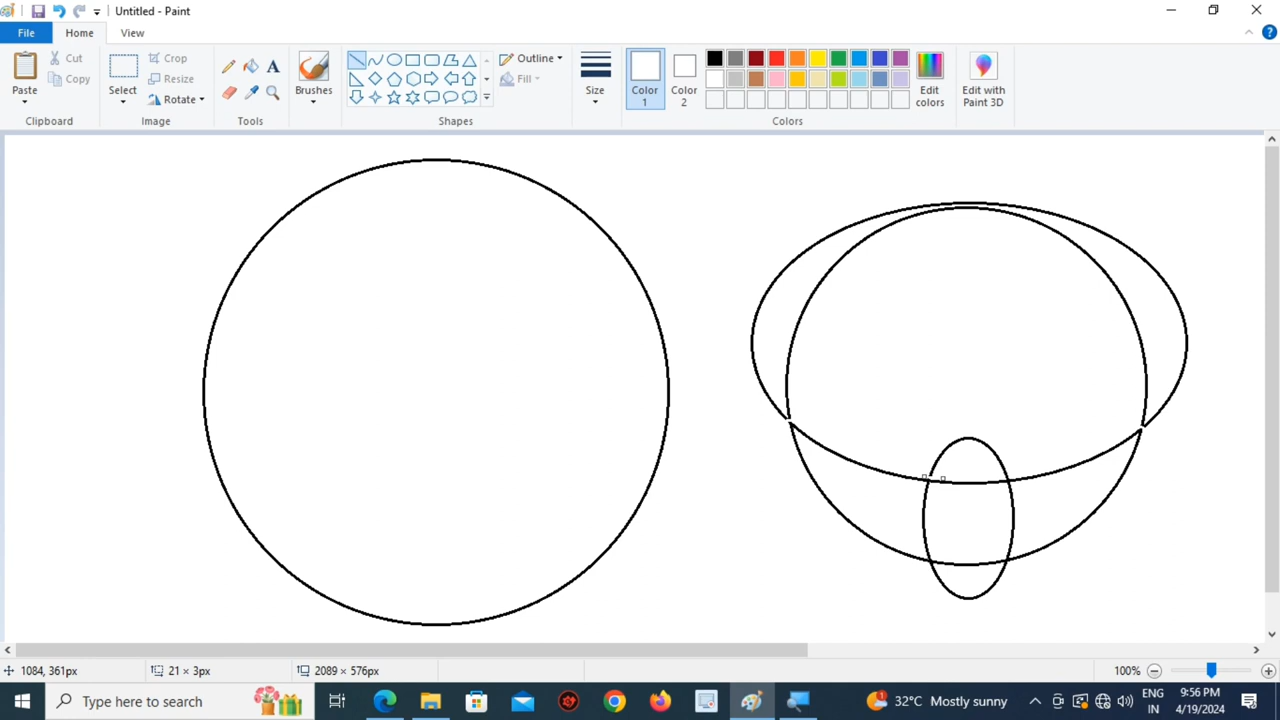 Untitled - Paint
File Home View
Paste
Cut
Copy
Clipboard
Select
Crop
Resize
Rotate
Image
A
Tools
Brushes
Shapes
Outline
Fill
Size
Color 1
Color 2
Edit colors
Colors
Edit with Paint 3D
1084, 361px
21 × 3px
2089 × 576px
100%
Type here to search
1
32°C Mostly sunny
ENG
IN
9:56 PM
4/19/2024